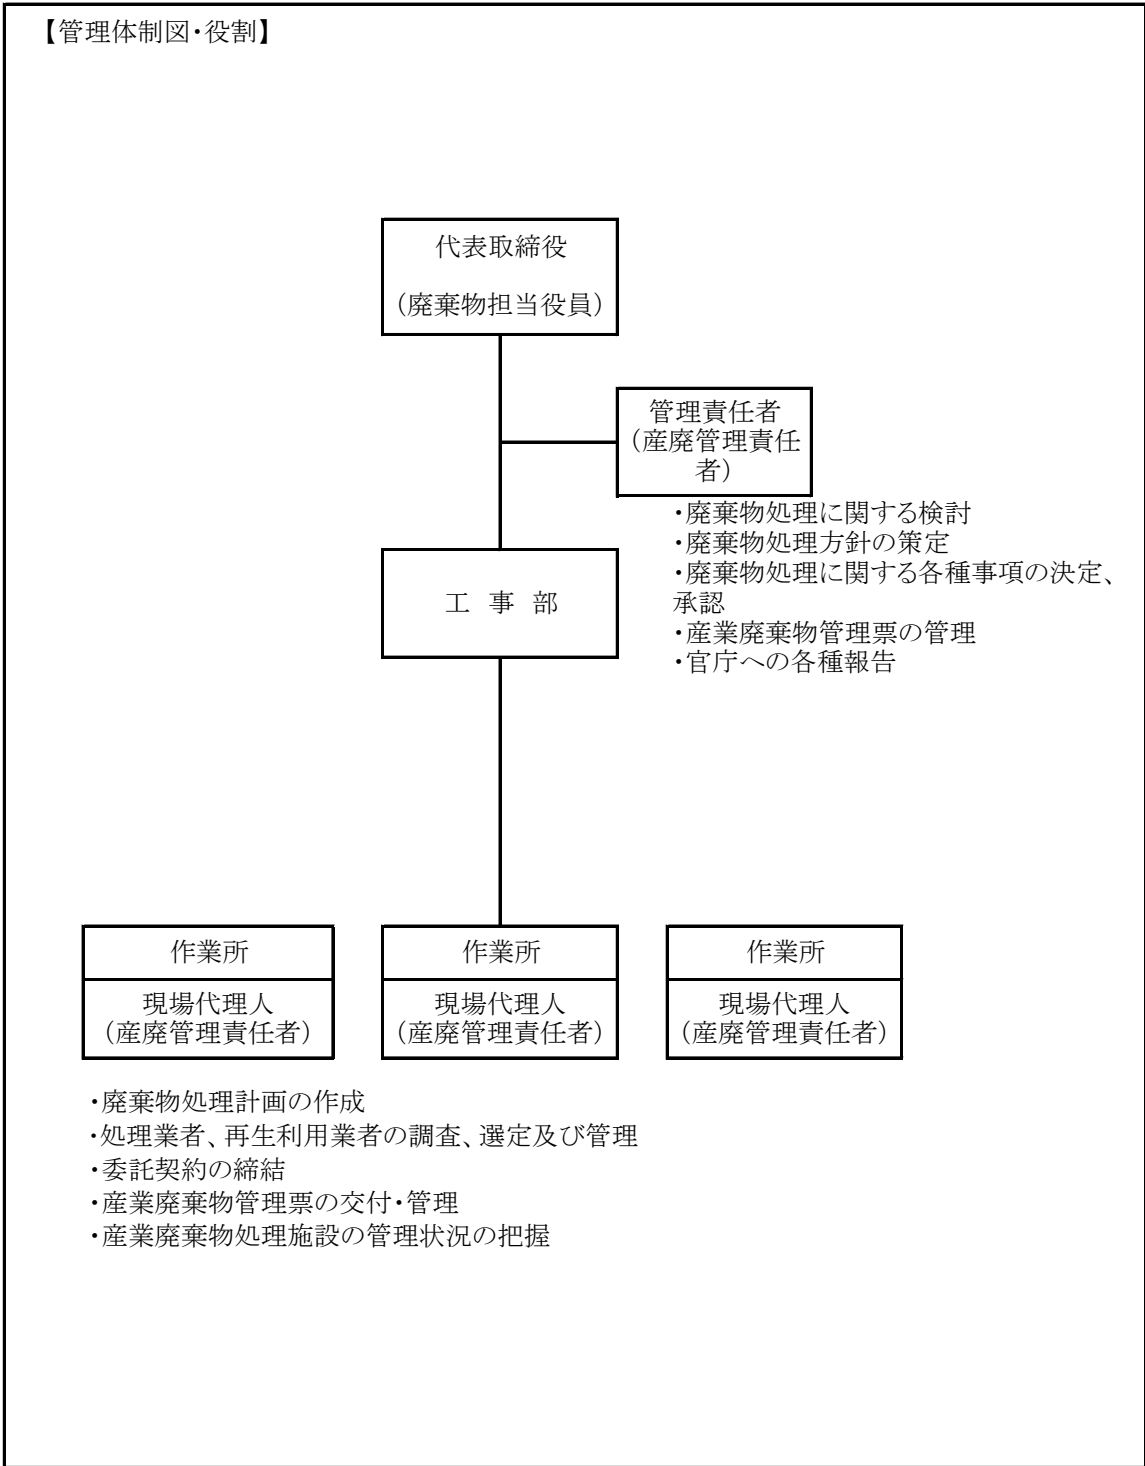 【管理体制図・役割】
代表取締役
（廃棄物担当役員）
管理責任者
（産廃管理責任
者）
・廃棄物処理に関する検討
・廃棄物処理方針の策定
・廃棄物処理に関する各種事項の決定、
承認
・産業廃棄物管理票の管理
・官庁への各種報告
工 事 部
作業所
現場代理人
（産廃管理責任者）
作業所
現場代理人
（産廃管理責任者）
作業所
現場代理人
（産廃管理責任者）
・廃棄物処理計画の作成
・処理業者、再生利用業者の調査、選定及び管理
・委託契約の締結
・産業廃棄物管理票の交付・管理
・産業廃棄物処理施設の管理状況の把握